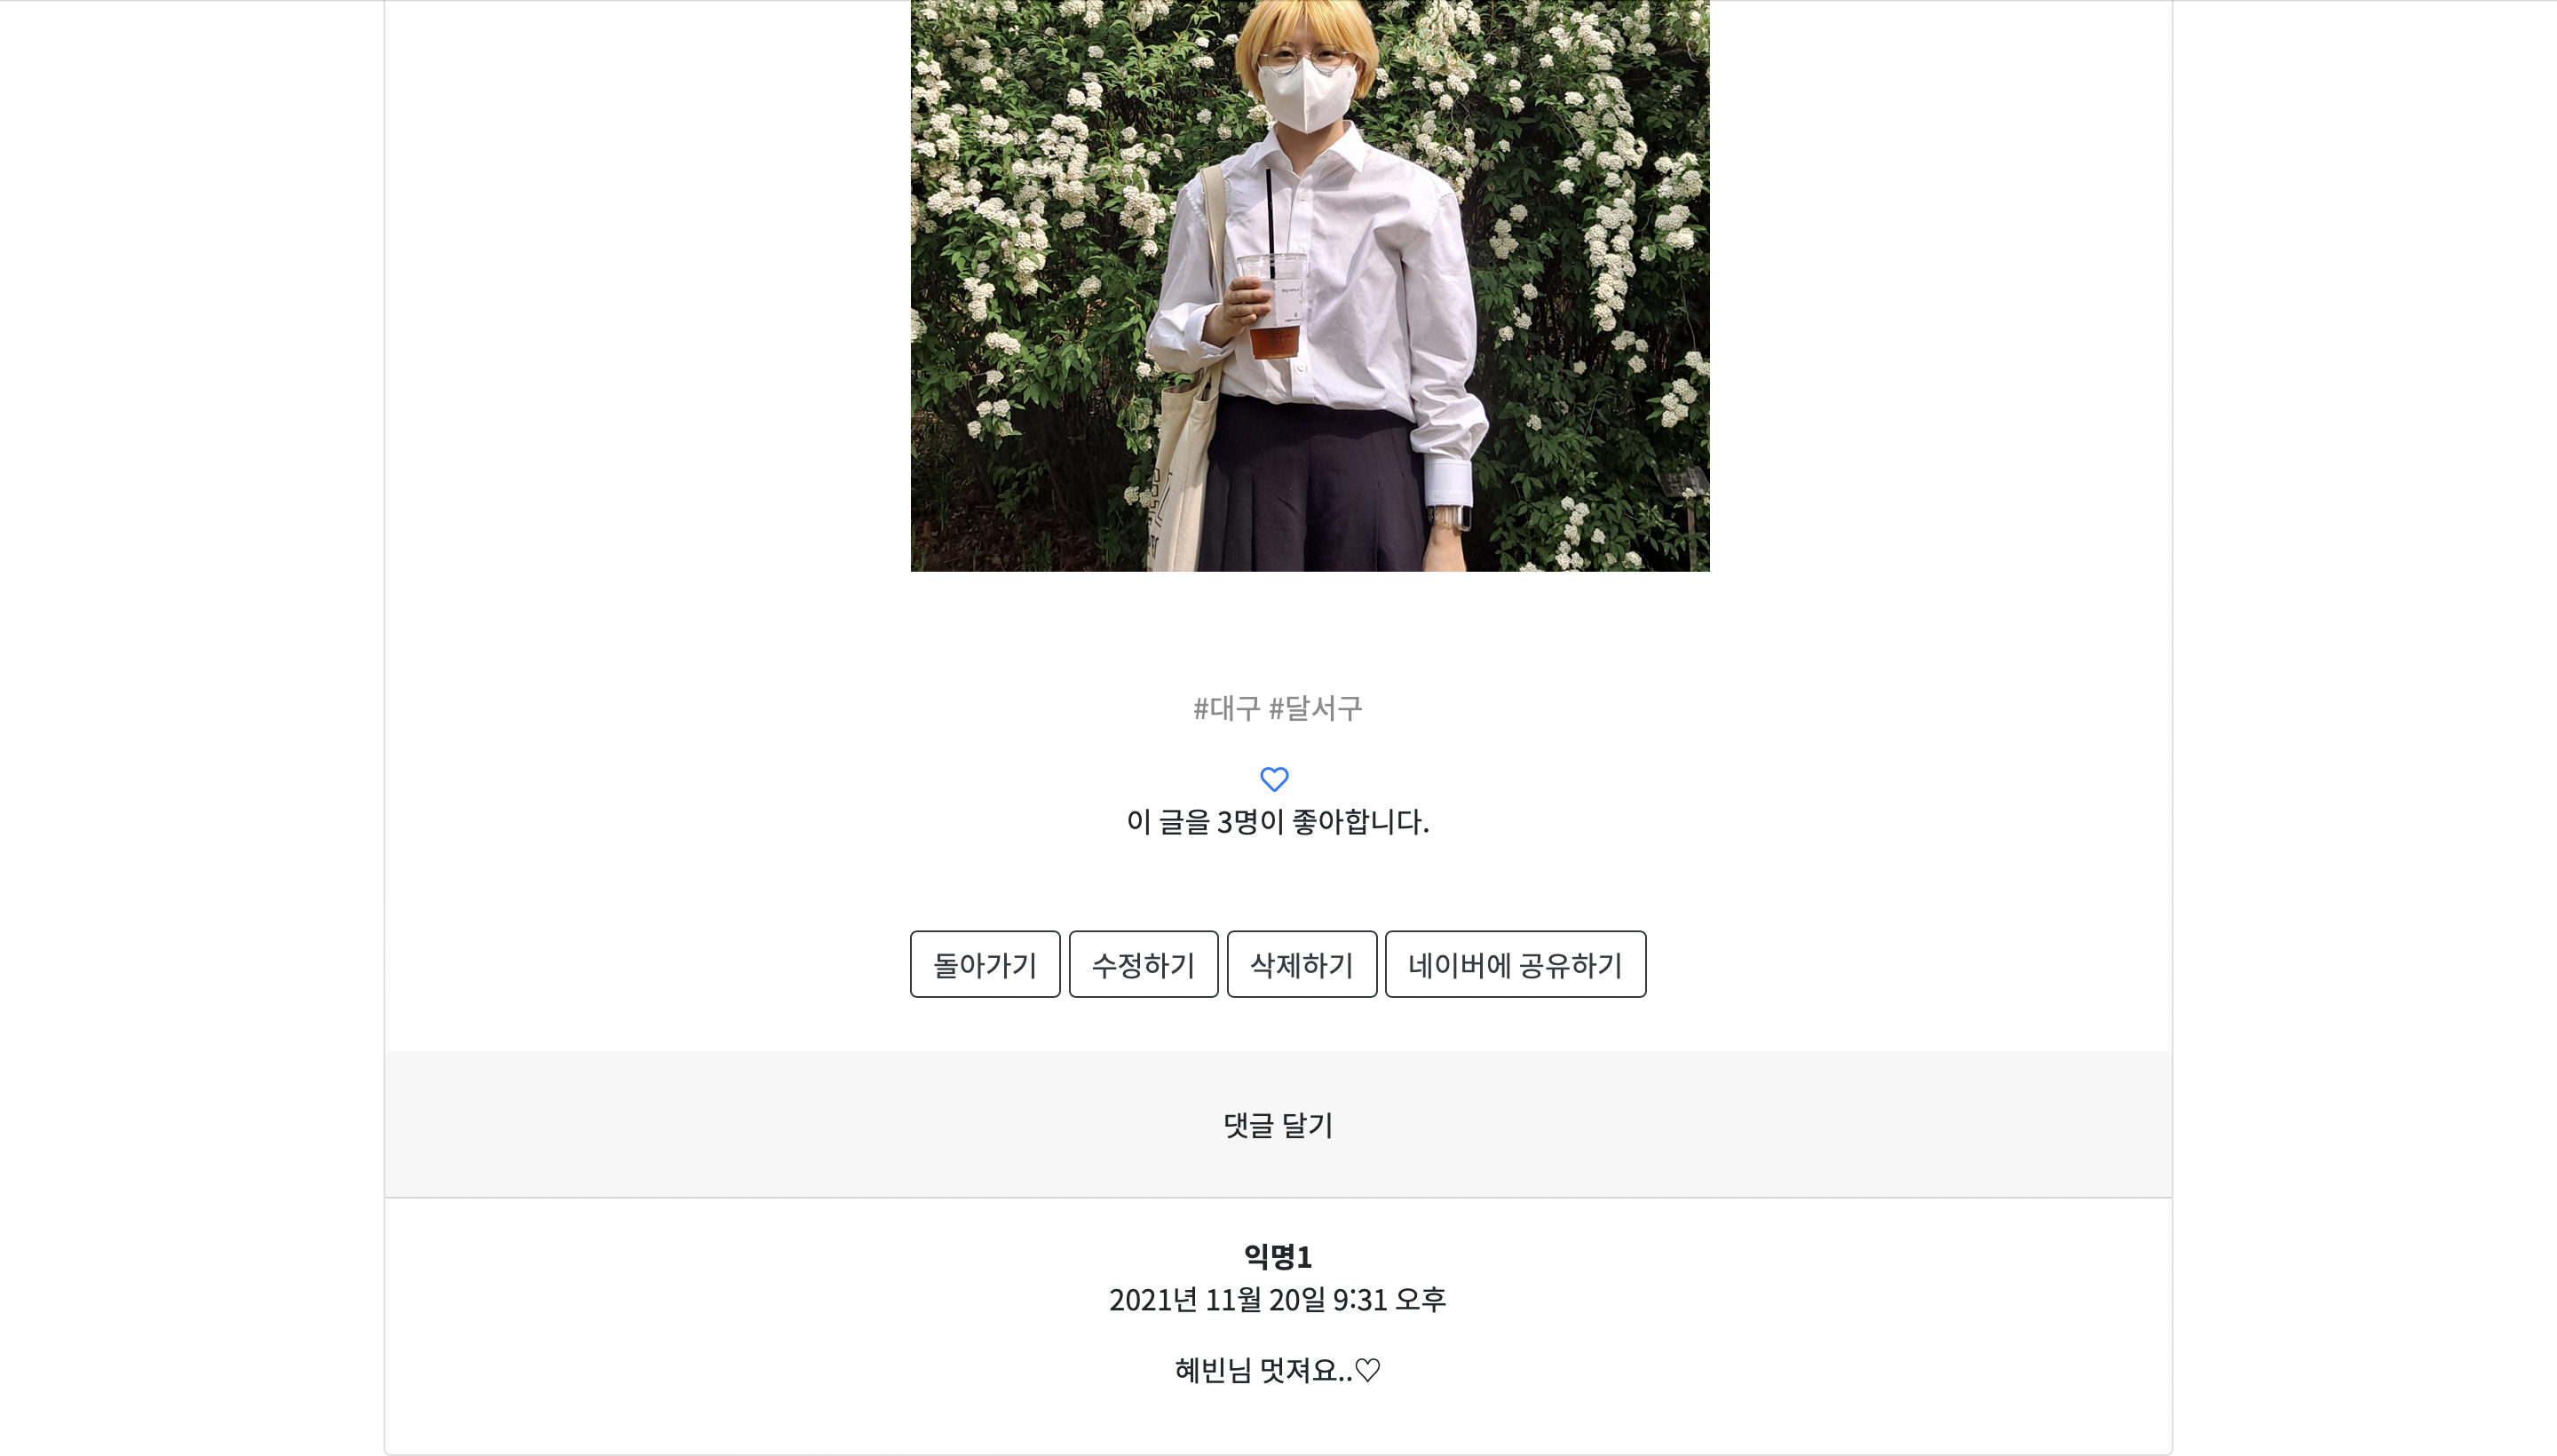 #대구 #달서구
이 글을 3명이 좋아합니다.
돌아가기 수정하기 삭제하기 네이버에 공유하기
댓글 달기
익명1
2021년 11월 20일 9:31 오후
혜빈님 멋져요..♡